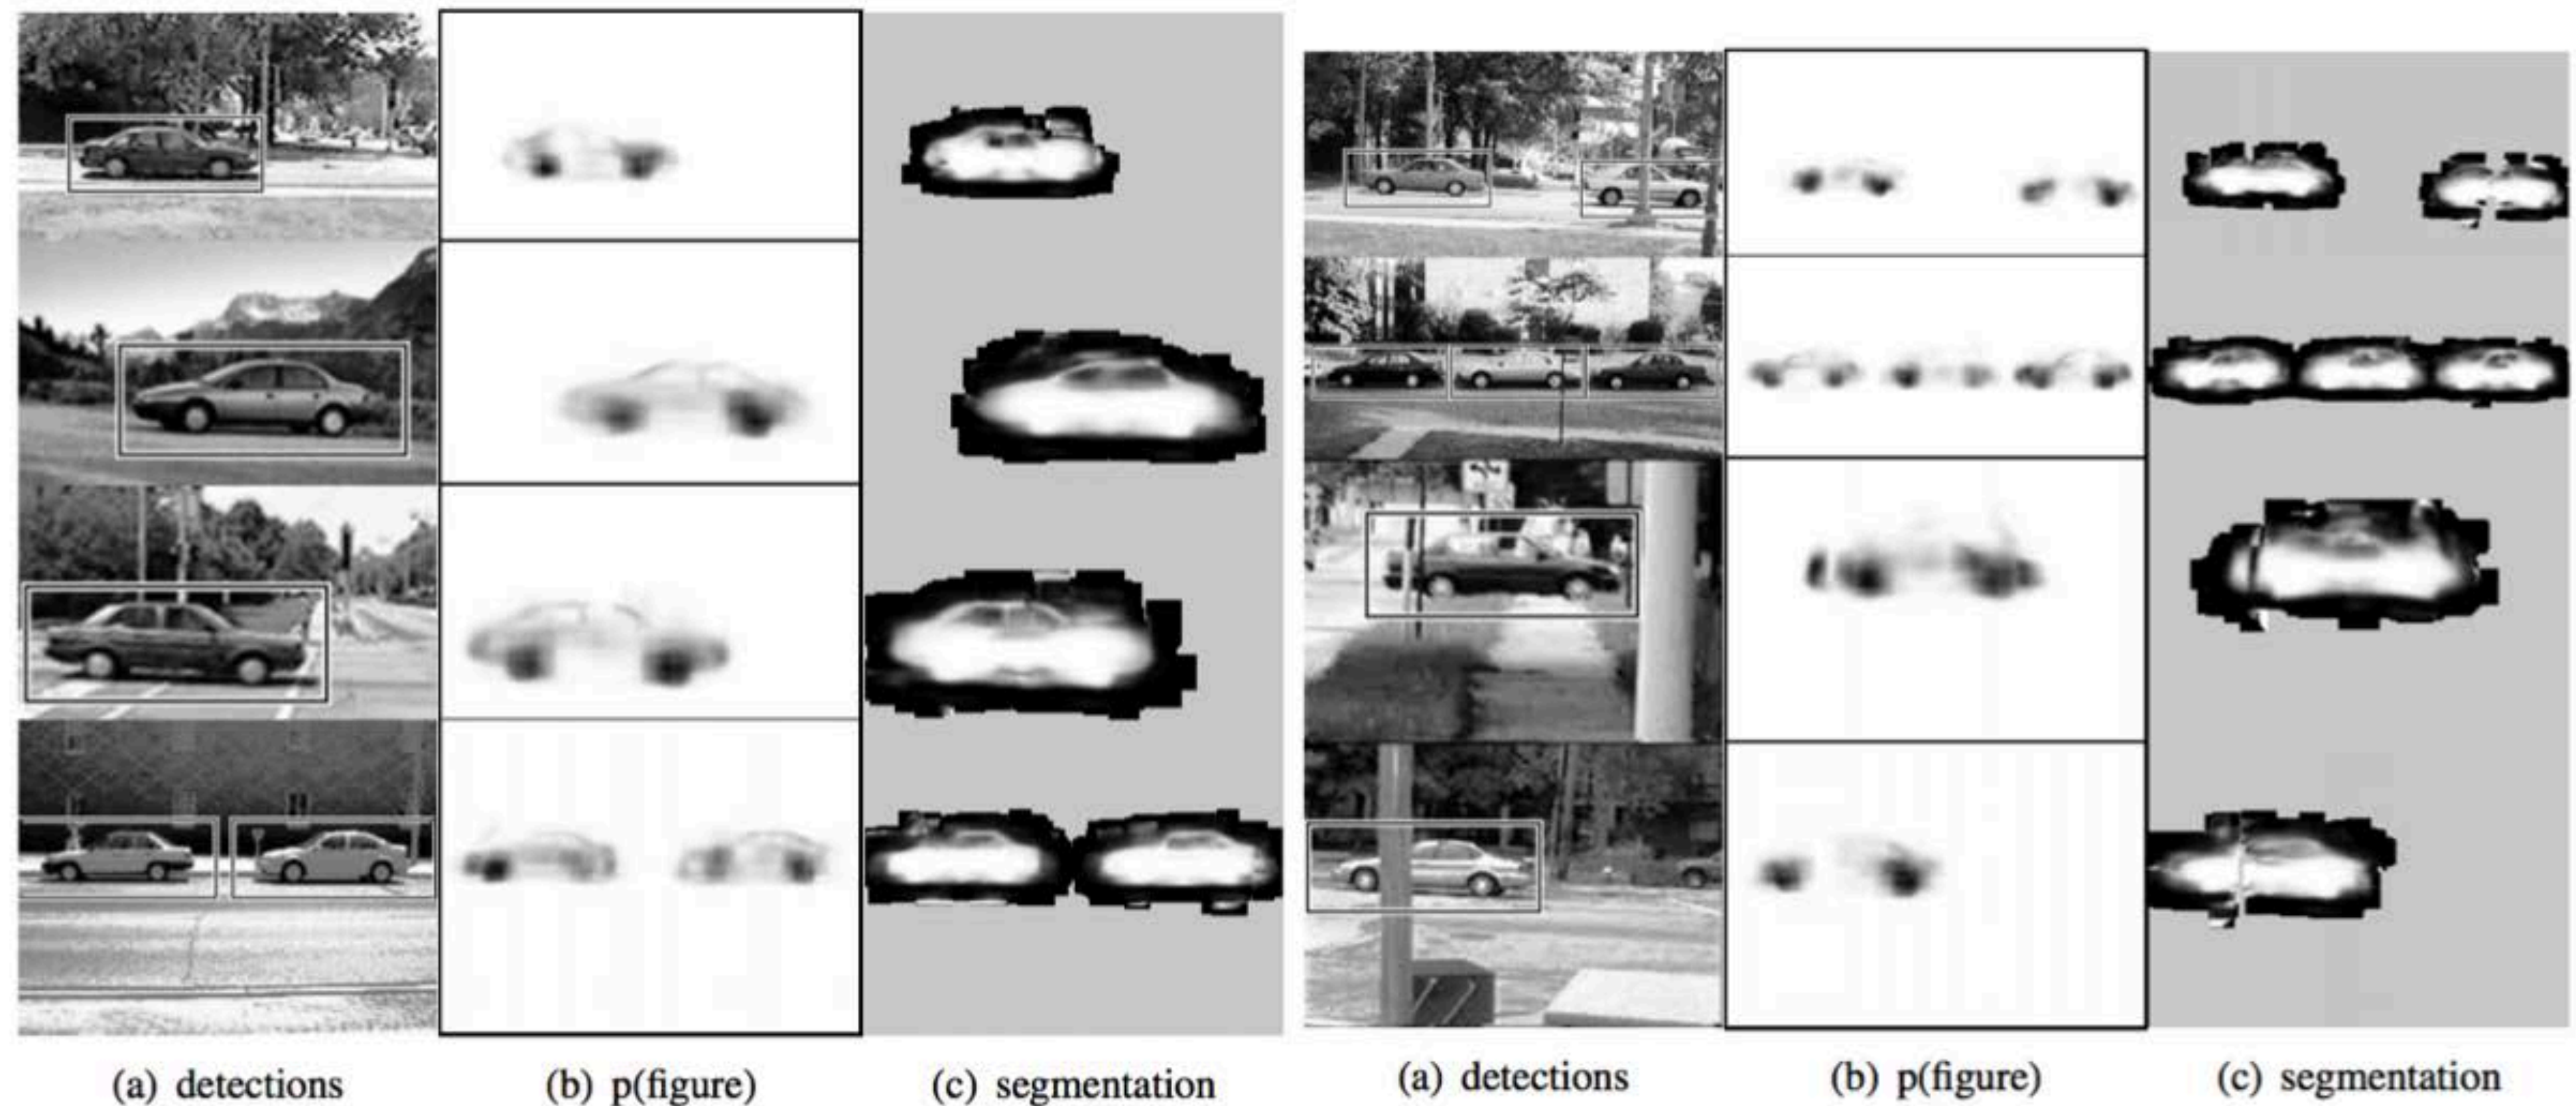 (a) detections
(b) p(figure)
(c) segmentation
(a) detections
(b) p(figure)
(c) segmentation